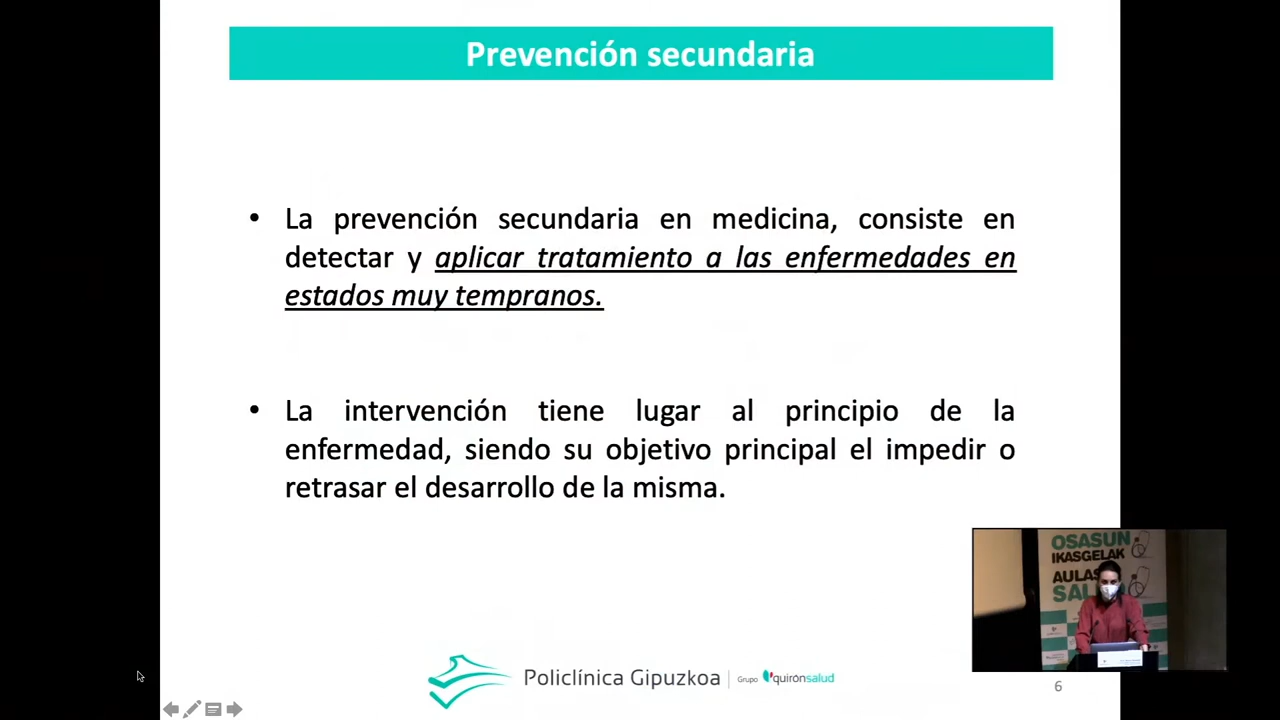 Prevención secundaria
• La prevención secundaria en medicina, consiste en
detectar y aplicar tratamiento a las enfermedades en
estados muy tempranos.
• La intervención tiene lugar al principio de la
enfermedad, siendo su objetivo principal el impedir o
retrasar el desarrollo de la misma.
OSASUN
IKASGELAK
AULAS
Policlínica Gipuzkoa
Grupo quirónsalud
6